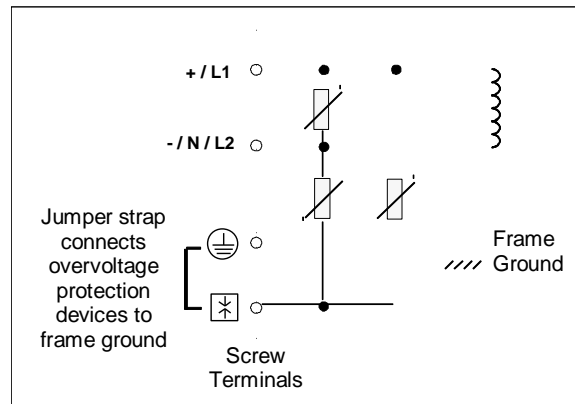 + / L1
- / N / L2
Jumper strap
connects
overvoltage
protection
devices to
frame ground
Frame
Ground
Screw
Terminals